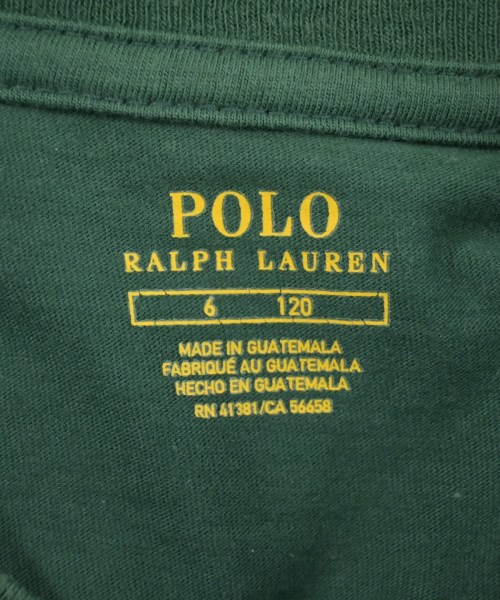 POLO
RALPH LAUREN
6 120
MADE IN GUATEMALA
FABRIQUÉ AU GUATEMALA
HECHO EN GUATEMALA
RN 41381/CA 56658